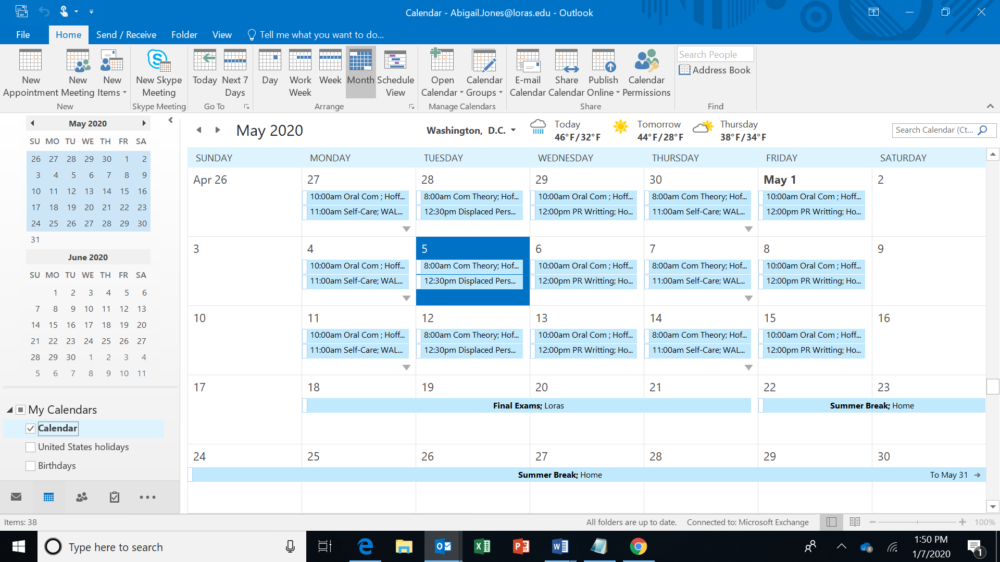 Calendar - Abigail.Jones@loras.edu - Outlook
File Home Send / Receive Folder View Tell me what you want to do...
New Appointment
New Meeting
New Items
New Skype Meeting
Today
Next 7 Days
Day
Work Week
Week
Month
Schedule View
Open Calendar
Calendar Groups
E-mail Calendar
Share Calendar
Publish Online
Calendar Permissions
Search People
Address Book
New Skype Meeting Go To Arrange Manage Calendars Share Find
May 2020
SU MO TU WE TH FR SA
26 27 28 29 30 1 2
3 4 5 6 7 8 9
10 11 12 13 14 15 16
17 18 19 20 21 22 23
24 25 26 27 28 29 30
31
June 2020
SU MO TU WE TH FR SA
1 2 3 4 5 6
7 8 9 10 11 12 13
14 15 16 17 18 19 20
21 22 23 24 25 26 27
28 29 30 1 2 3 4
5 6 7 8 9 10 11
My Calendars
Calendar
United States holidays
Birthdays
May 2020
Washington, D.C.
Today
46°F/32°F
Tomorrow
44°F/28°F
Thursday
38°F/34°F
Search Calendar (Ct...
SUNDAY MONDAY TUESDAY WEDNESDAY THURSDAY FRIDAY SATURDAY
Apr 26 27 28 29 30 May 1 2
10:00am Oral Com ; Hoff... 8:00am Com Theory; Hof... 10:00am Oral Com ; Hoff... 8:00am Com Theory; Hof... 10:00am Oral Com ; Hoff...
11:00am Self-Care; WAL... 12:30pm Displaced Pers... 12:00pm PR Writting; Ho... 11:00am Self-Care; WAL... 12:00pm PR Writting; Ho...
3 4 5 6 7 8 9
10:00am Oral Com ; Hoff... 8:00am Com Theory; Hof... 10:00am Oral Com ; Hoff... 8:00am Com Theory; Hof... 10:00am Oral Com ; Hoff...
11:00am Self-Care; WAL... 12:30pm Displaced Pers... 12:00pm PR Writting; Ho... 11:00am Self-Care; WAL... 12:00pm PR Writting; Ho...
10 11 12 13 14 15 16
10:00am Oral Com ; Hoff... 8:00am Com Theory; Hof... 10:00am Oral Com ; Hoff... 8:00am Com Theory; Hof... 10:00am Oral Com ; Hoff...
11:00am Self-Care; WAL... 12:30pm Displaced Pers... 12:00pm PR Writting; Ho... 11:00am Self-Care; WAL... 12:00pm PR Writting; Ho...
17 18 19 20 21 22 23
Final Exams; Loras Summer Break; Home
24 25 26 27 28 29 30
Summer Break; Home To May 31
Items: 38 All folders are up to date. Connected to: Microsoft Exchange 100%
Type here to search
1:50 PM
1/7/2020
1